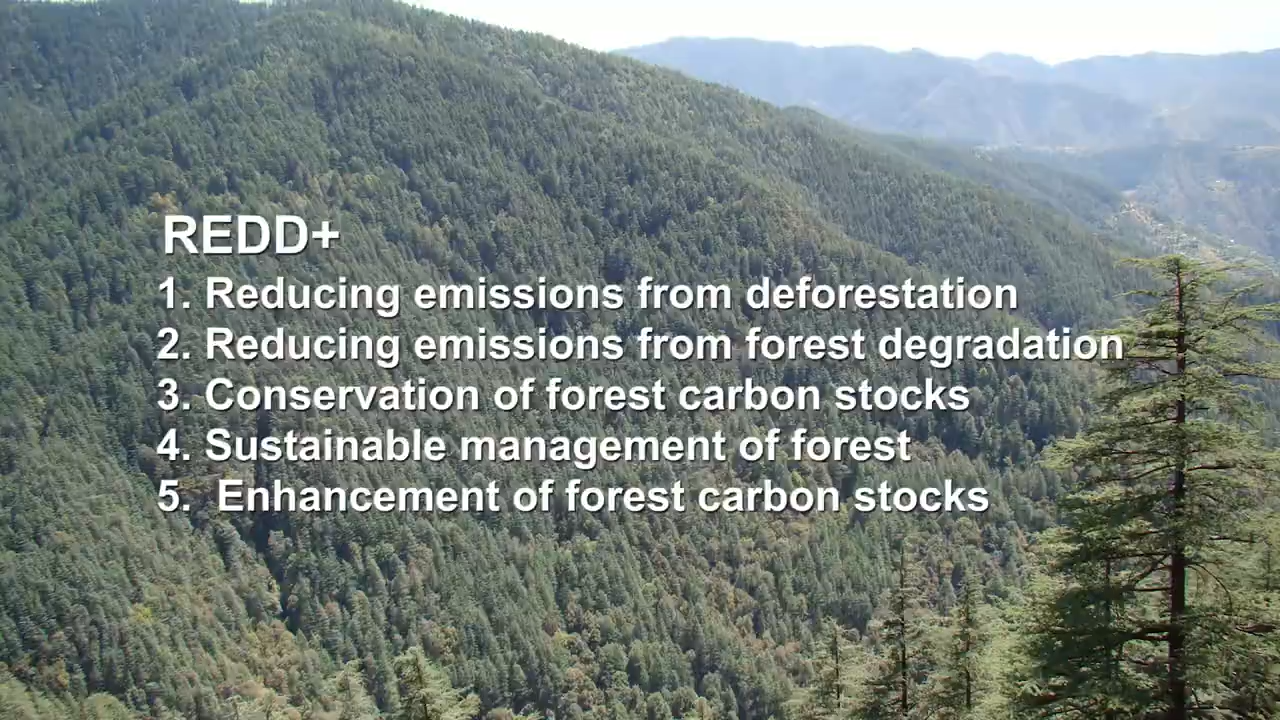 REDD+
1. Reducing emissions from deforestation
2. Reducing emissions from forest degradation
3. Conservation of forest carbon stocks
4. Sustainable management of forest
5.  Enhancement of forest carbon stocks